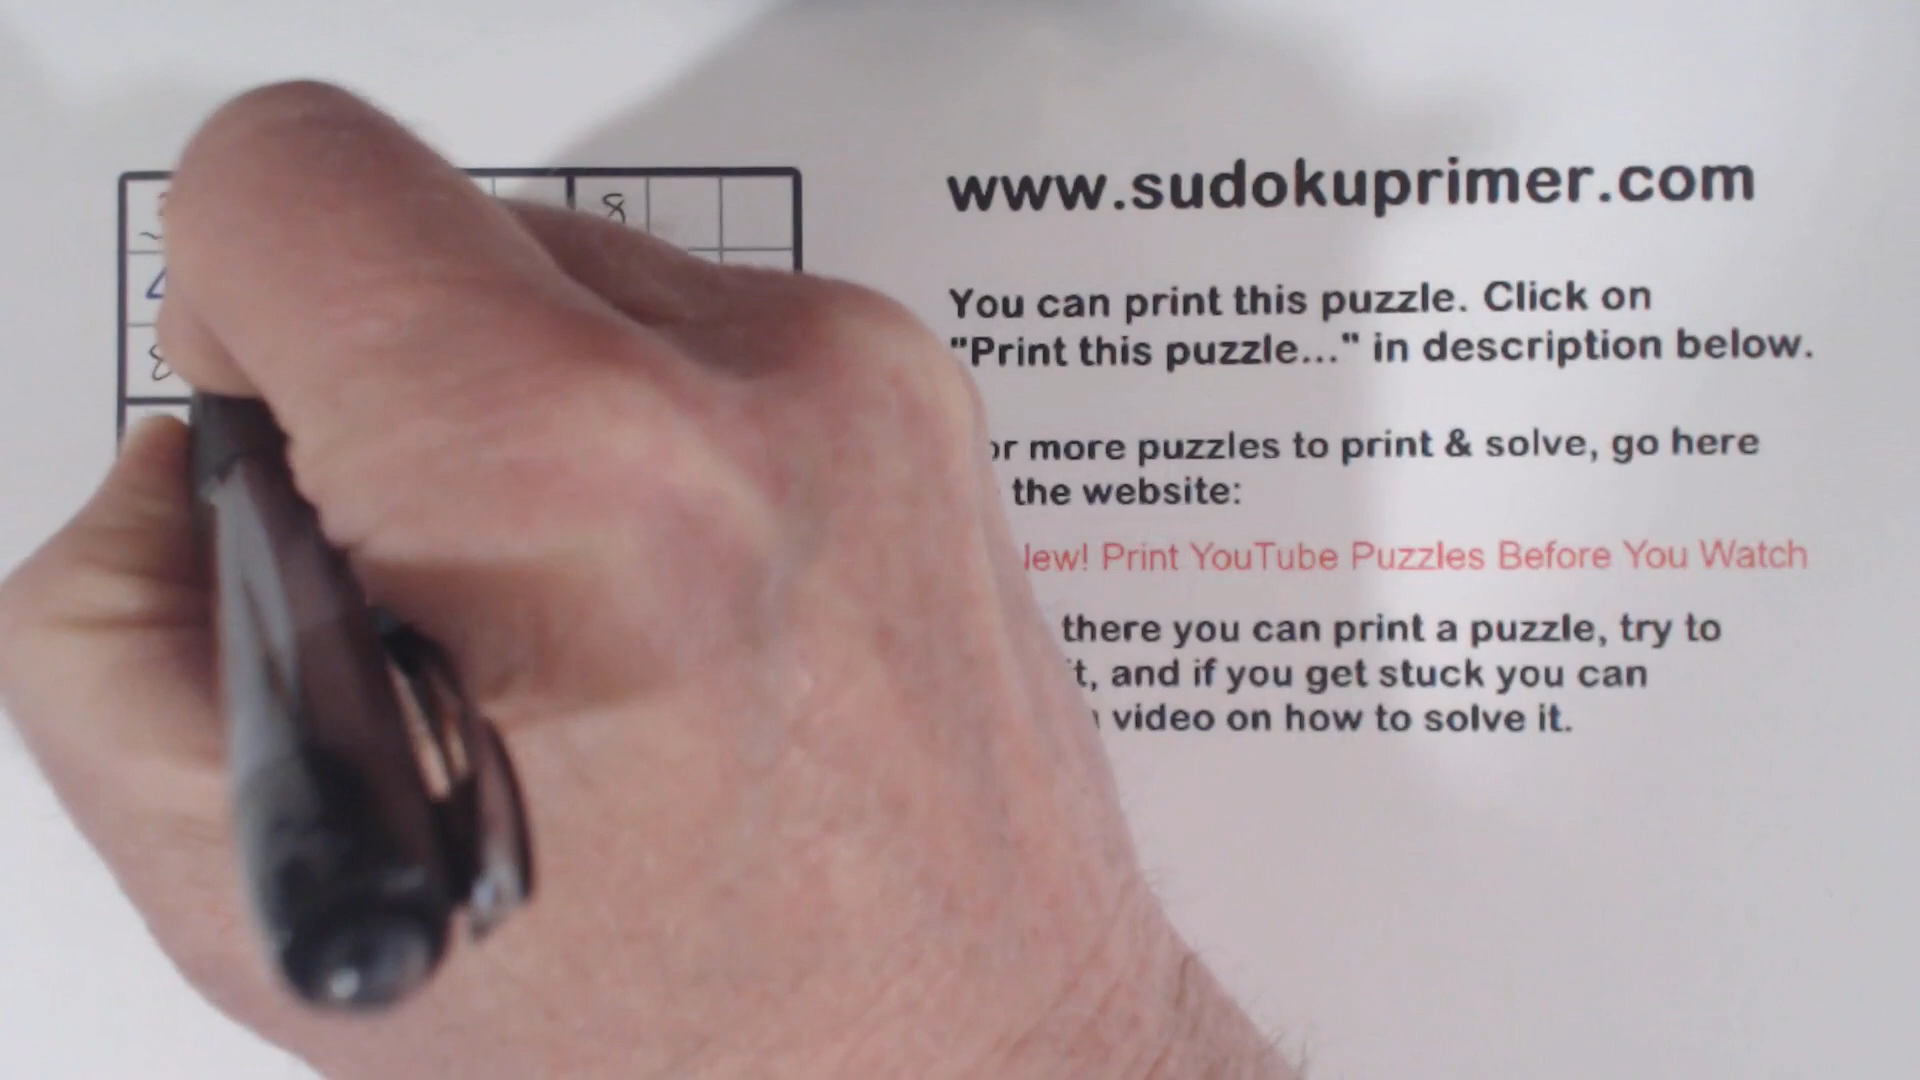 www.sudokuprimer.com
You can print this puzzle. Click on
"Print this puzzle..." in description below.
more puzzles to print & solve, go here
the website:
Print YouTube Puzzles Before You Watch
there you can print a puzzle, try to
and if you get stuck you can
video on how to solve it.
8
8